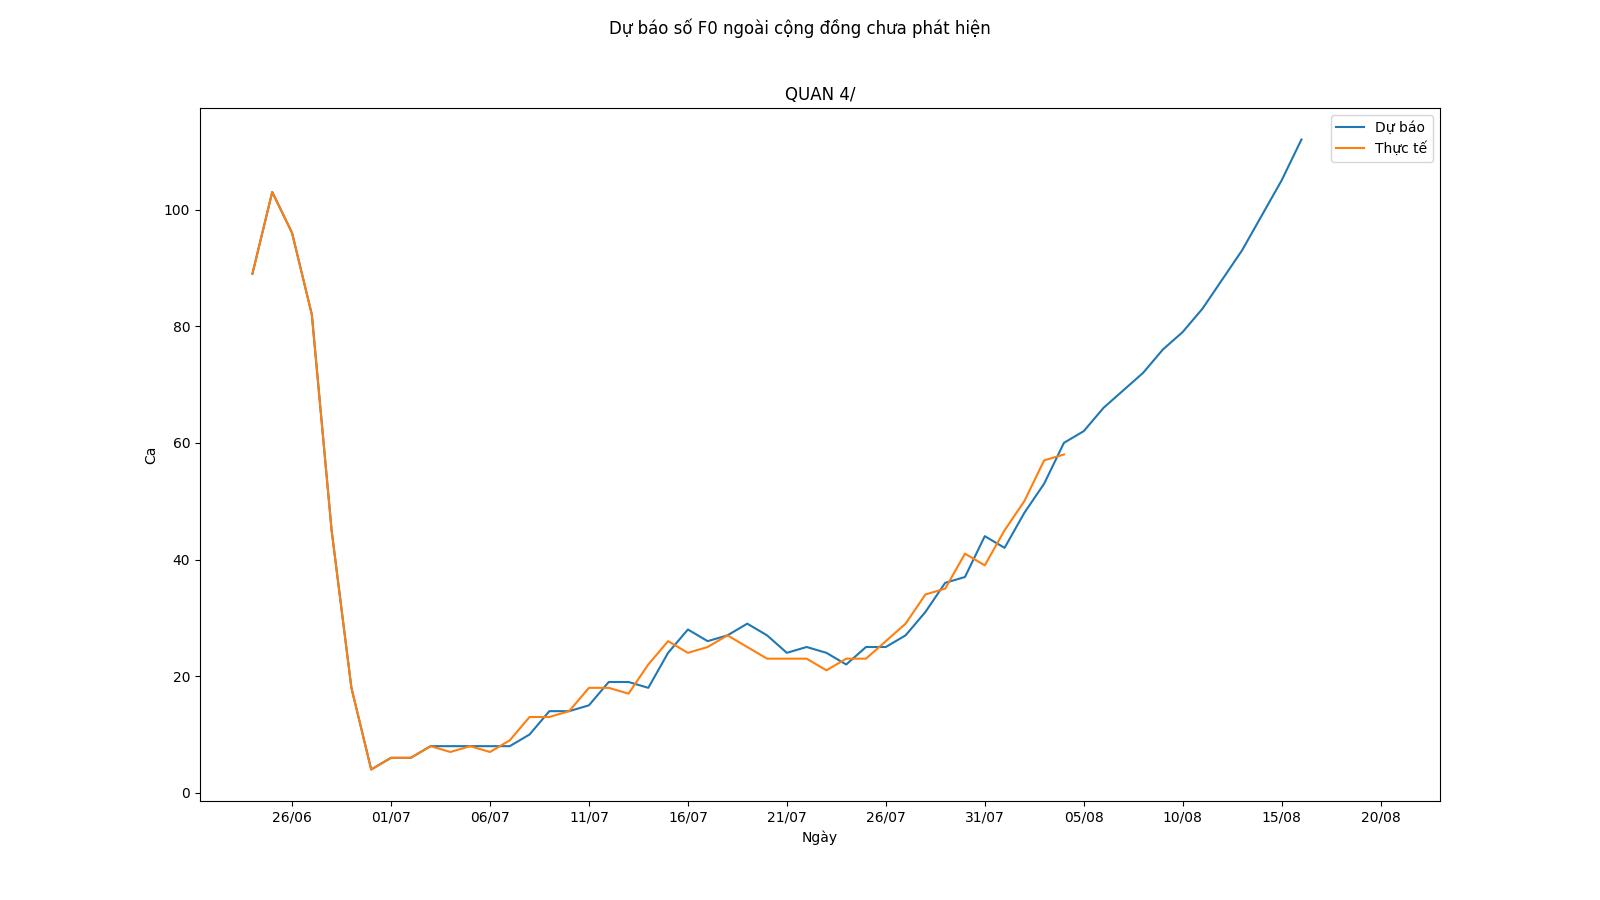 Dự báo số F0 ngoài cộng đồng chưa phát hiện
QUAN 4/
Dự báo
Thực tế
100
80
60
40
20
0
Ca
26/06 01/07 06/07 11/07 16/07 21/07 26/07 31/07 05/08 10/08 15/08 20/08
Ngày